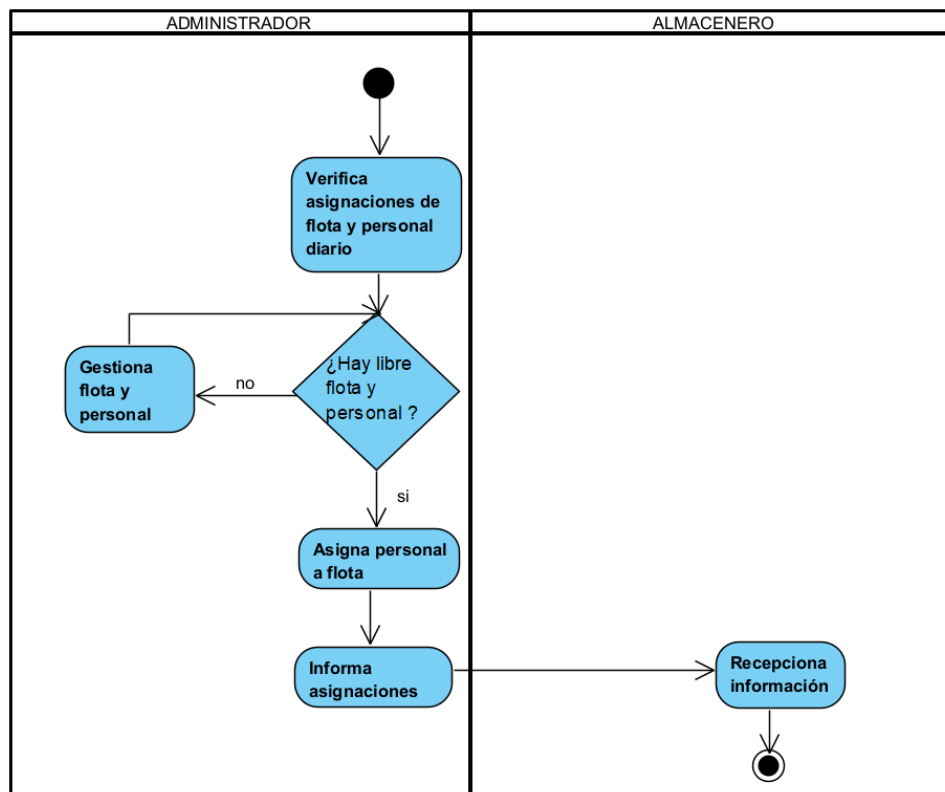 ADMINISTRADOR
ALMACENERO
Verifica
asignaciones de
flota y personal
diario
¿Hay libre
flota y
personal ?
no
Gestiona
flota y
personal
si
Asigna personal
a flota
Informa
asignaciones
Recepciona
información